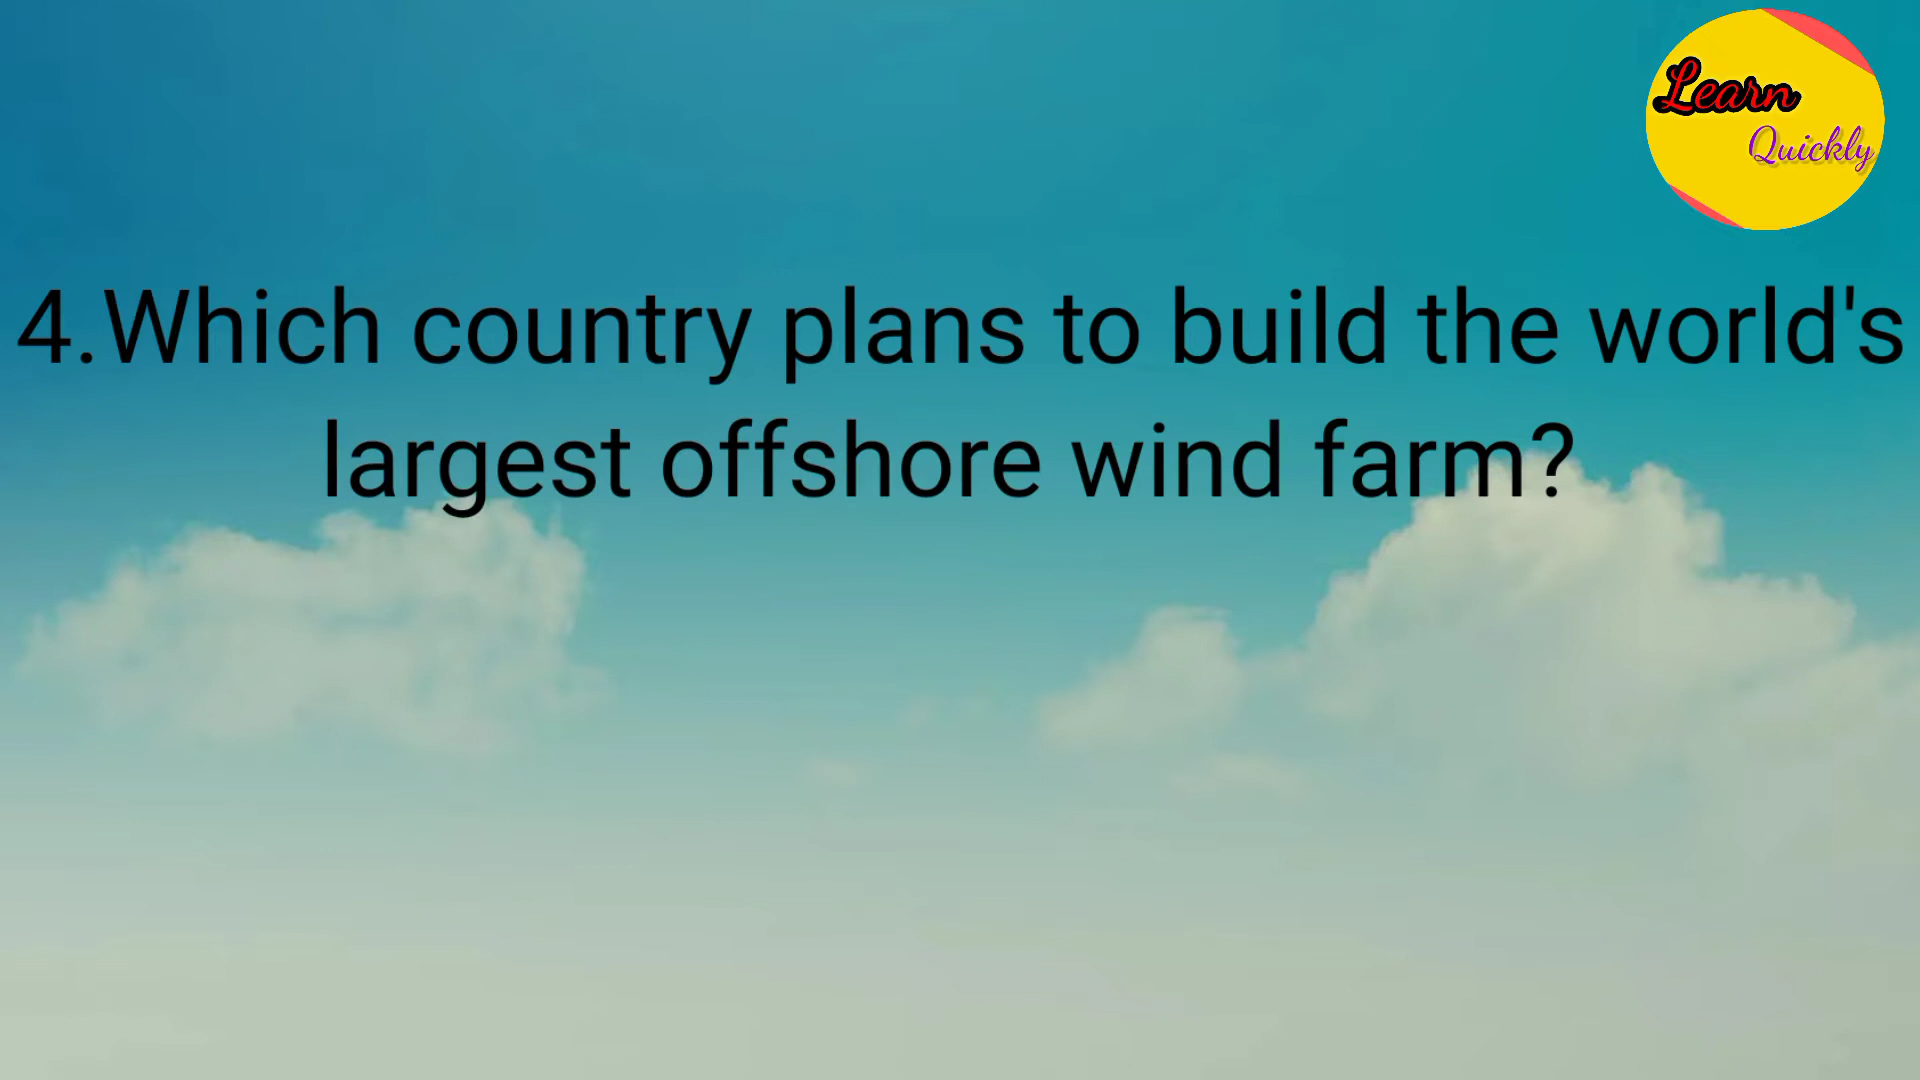 Learn
Quickly
4.Which country plans to build the world's
largest offshore wind farm?